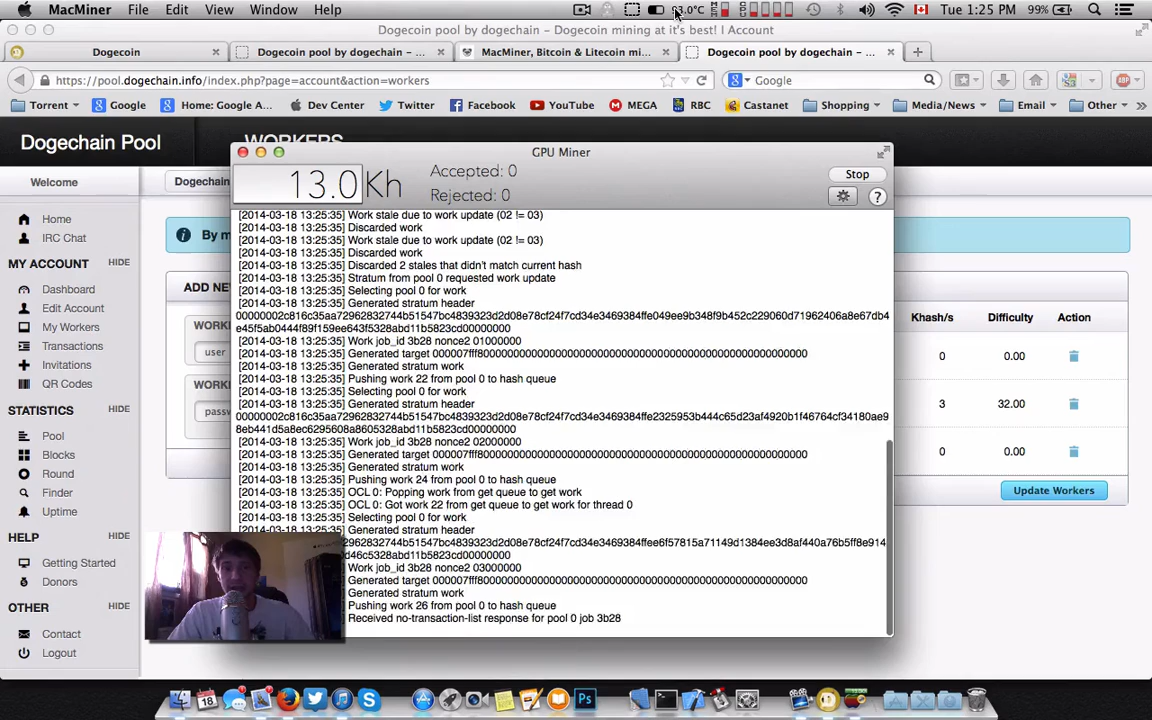 MacMiner File Edit View Window Help
Tue 1:25 PM 99%
Dogecoin pool by dogechain - Dogecoin mining at it's best! I Account
Dogecoin
Dogecoin pool by dogechain - ...
MacMiner, Bitcoin & Litecoin mi...
Dogecoin pool by dogechain - ...
https://pool.dogechain.info/index.php?page=account&action=workers
Google
Torrent Google Home: Google A... Dev Center Twitter Facebook YouTube MEGA RBC Castanet Shopping Media/News Email Other
Dogechain Pool
WORKERS
Welcome
Home
IRC Chat
MY ACCOUNT HIDE
Dashboard
Edit Account
My Workers
Transactions
Invitations
QR Codes
STATISTICS HIDE
Pool
Blocks
Round
Finder
Uptime
HELP HIDE
Getting Started
Donors
OTHER HIDE
Contact
Logout
Dogechain
By m
ADD NE
WORK
user
WORK
passw
GPU Miner
13.0 Kh
Accepted: 0
Rejected: 0
Stop
?
[2014-03-18 13:25:35] Work stale due to work update (02 != 03)
[2014-03-18 13:25:35] Discarded work
[2014-03-18 13:25:35] Work stale due to work update (02 != 03)
[2014-03-18 13:25:35] Discarded work
[2014-03-18 13:25:35] Discarded 2 stales that didn't match current hash
[2014-03-18 13:25:35] Stratum from pool 0 requested work update
[2014-03-18 13:25:35] Selecting pool 0 for work
[2014-03-18 13:25:35] Generated stratum header
00000002c816c35aa72962832744b51547bc4839323d2d08e78cf24f7cd34e3469384ffe049ee9b348f9b452c229060d71962406a8e67db4
e45f5ab0444f89f159ee643f5328abd11b5823cd00000000
[2014-03-18 13:25:35] Work job_id 3b28 nonce2 01000000
[2014-03-18 13:25:35] Generated target 000007fff80000000000000000000000000000000000000000000000000000000
[2014-03-18 13:25:35] Generated stratum work
[2014-03-18 13:25:35] Pushing work 22 from pool 0 to hash queue
[2014-03-18 13:25:35] Selecting pool 0 for work
[2014-03-18 13:25:35] Generated stratum header
00000002c816c35aa72962832744b51547bc4839323d2d08e78cf24f7cd34e3469384ffe2325953b444c65d23af4920b1f46764cf34180ae9
8eb441d5a8ec6295608a8605328abd11b5823cd00000000
[2014-03-18 13:25:35] Work job_id 3b28 nonce2 02000000
[2014-03-18 13:25:35] Generated target 000007fff80000000000000000000000000000000000000000000000000000000
[2014-03-18 13:25:35] Generated stratum work
[2014-03-18 13:25:35] Pushing work 24 from pool 0 to hash queue
[2014-03-18 13:25:35] OCL 0: Popping work from get queue to get work
[2014-03-18 13:25:35] OCL 0: Got work 22 from get queue to get work for thread 0
[2014-03-18 13:25:35] Selecting pool 0 for work
[2014-03-18 13:25:35] Generated stratum header
2962832744b51547bc4839323d2d08e78cf24f7cd34e3469384ffee6f57815a71149d1384ee3d8af440a76b5ff8e914
d46c5328abd11b5823cd00000000
Work job_id 3b28 nonce2 03000000
Generated target 000007fff80000000000000000000000000000000000000000000000000000000
Generated stratum work
Pushing work 26 from pool 0 to hash queue
Received no-transaction-list response for pool 0 job 3b28
Khash/s Difficulty Action
0 0.00
3 32.00
0 0.00
Update Workers